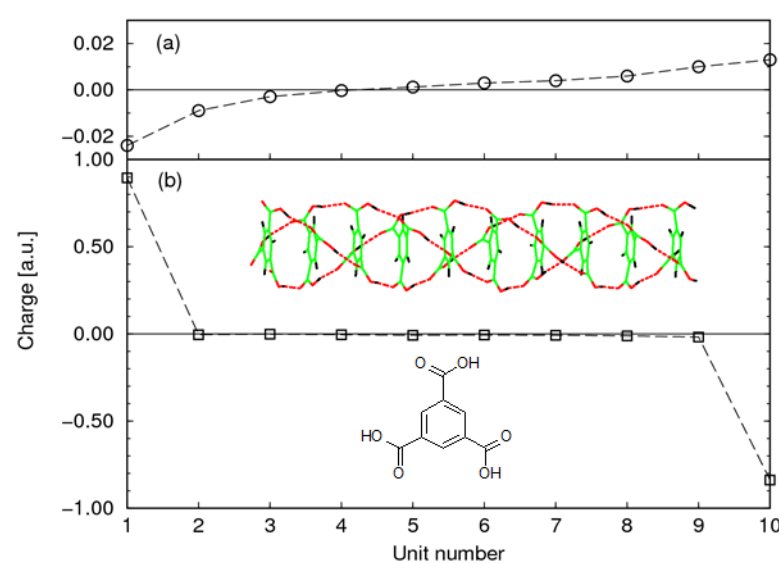 0.02
(a)
0.00
−0.02
1.00
(b)
0.50
Charge [a.u.]
0.00
O
OH
HO
O
O
OH
−0.50
−1.00
1 2 3 4 5 6 7 8 9 10
Unit number